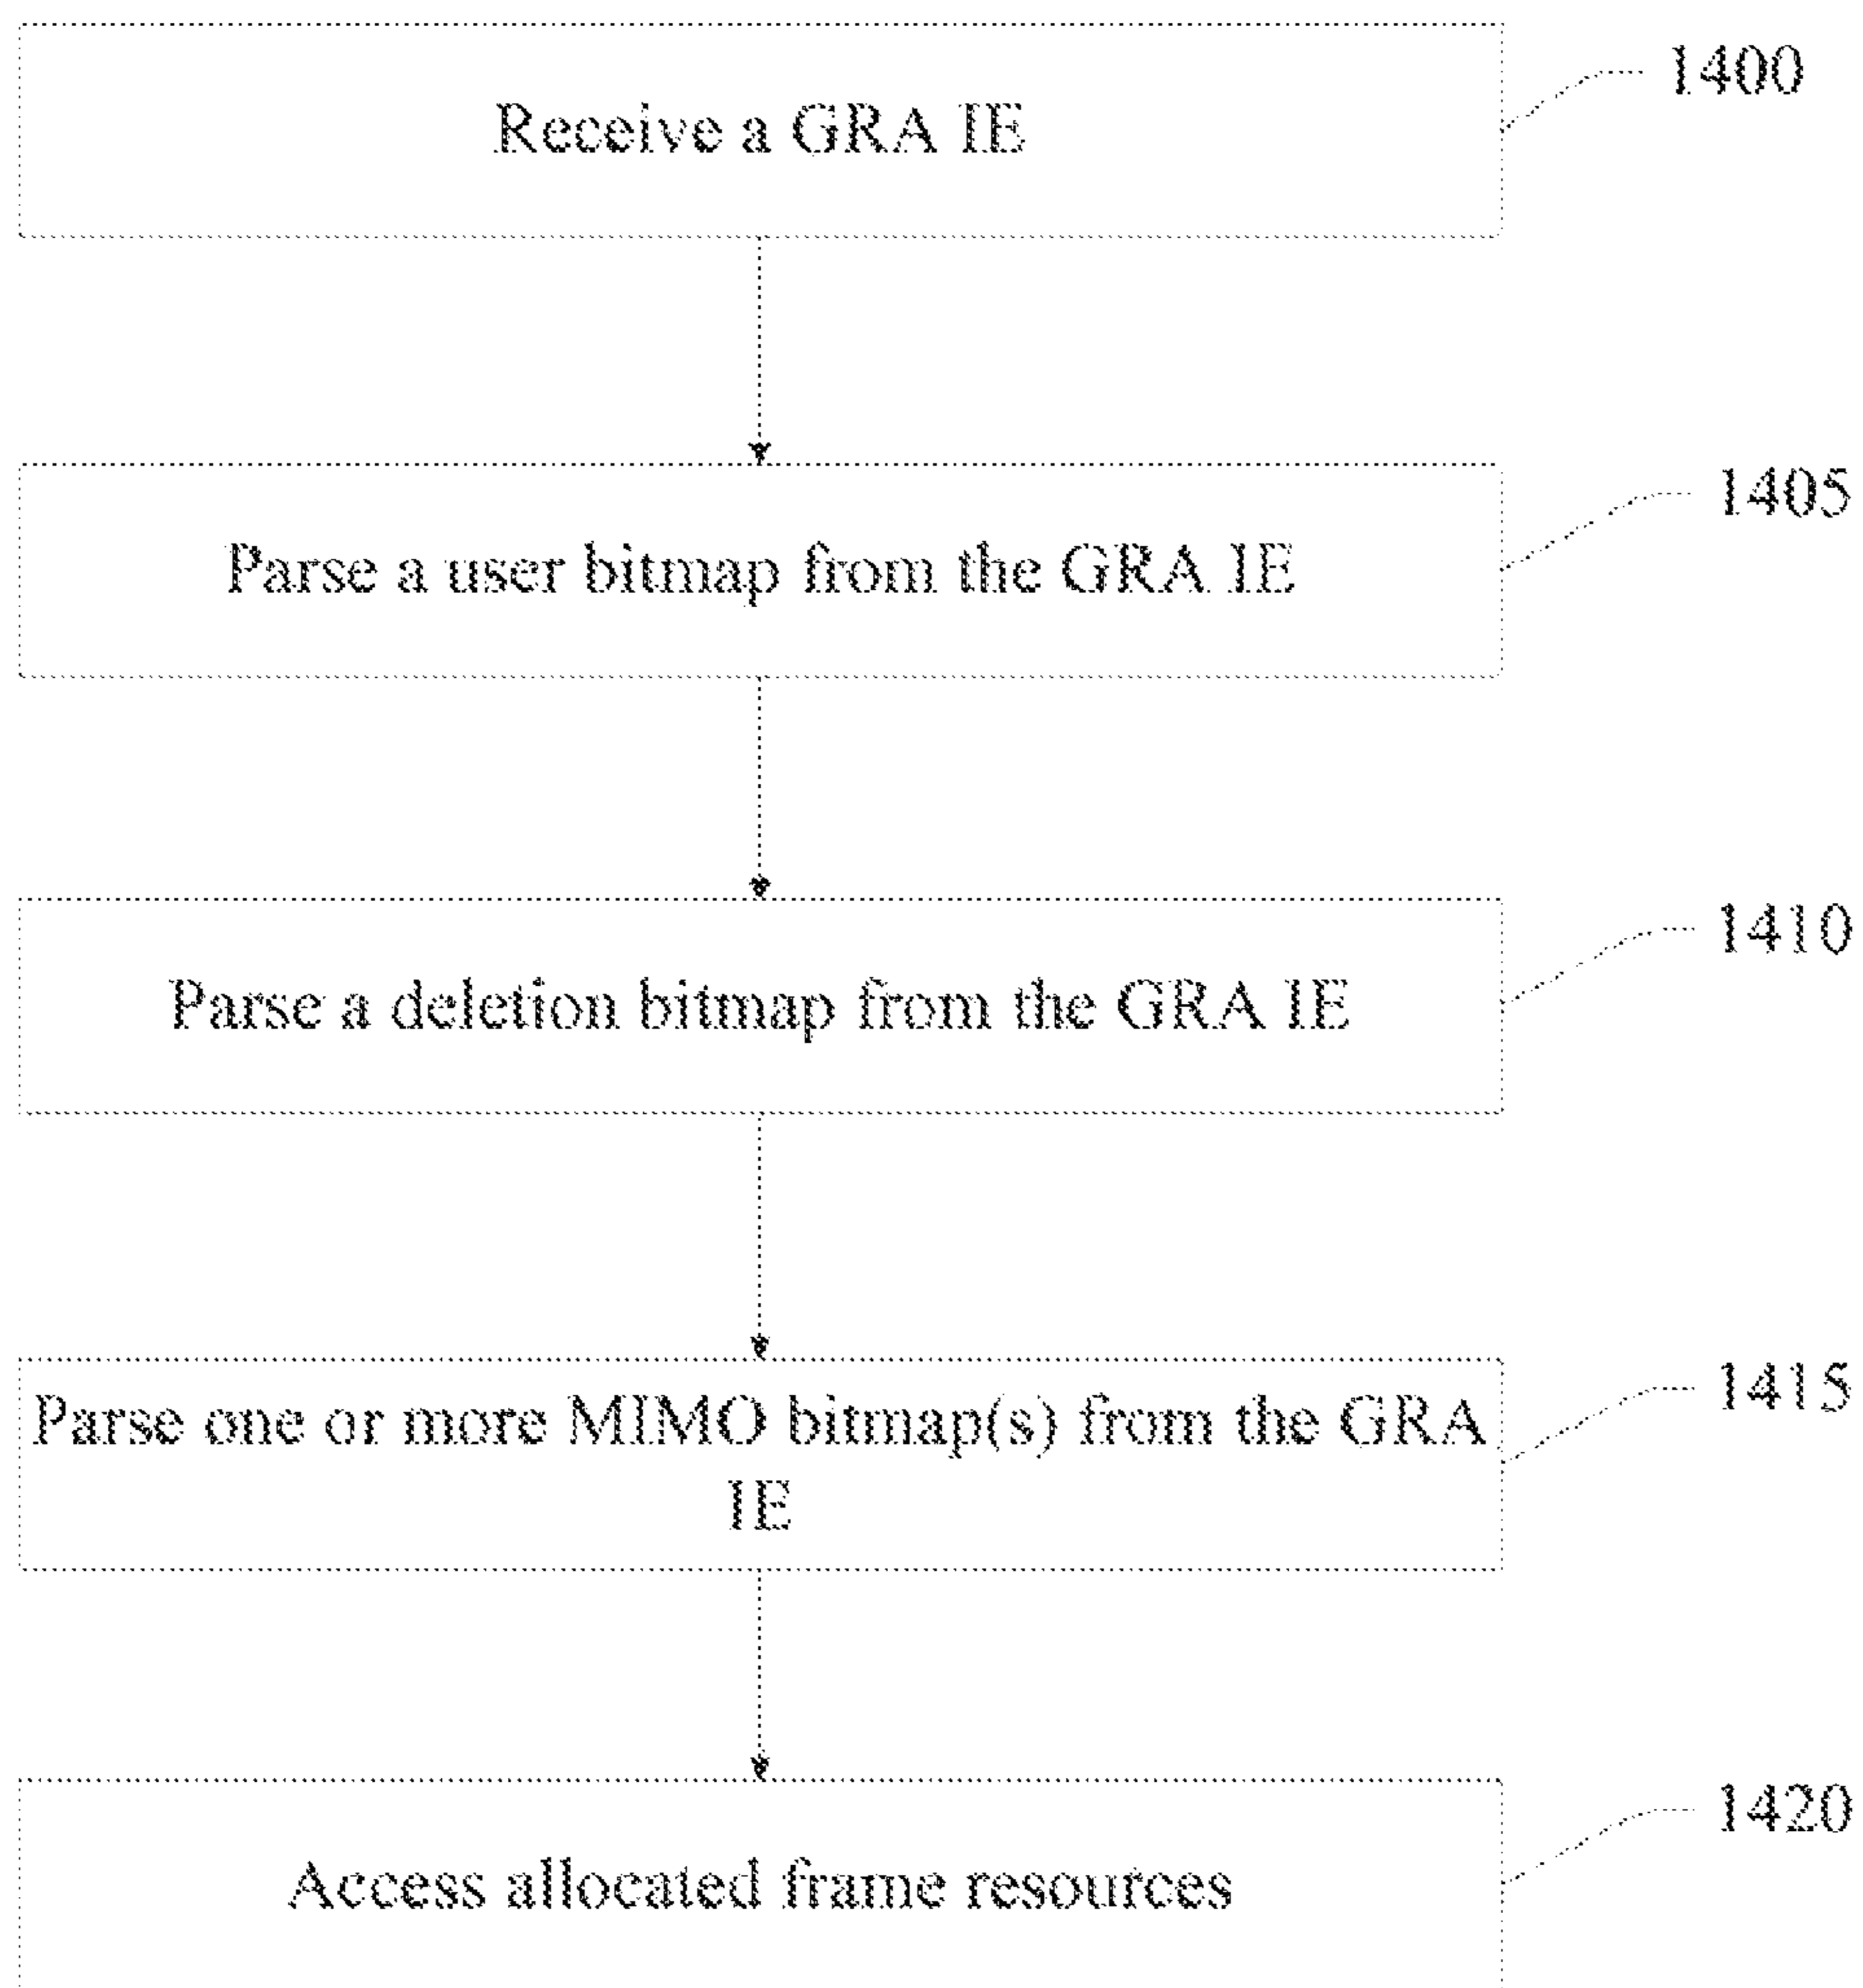 Receive a GRA IE
1400
Parse a user bitmap from the GRA IE
1405
Parse a deletion bitmap from the GRA IE
1410
Parse one or more MIMO bitmap(s) from the GRA
IE
1415
Access allocated frame resources
1420